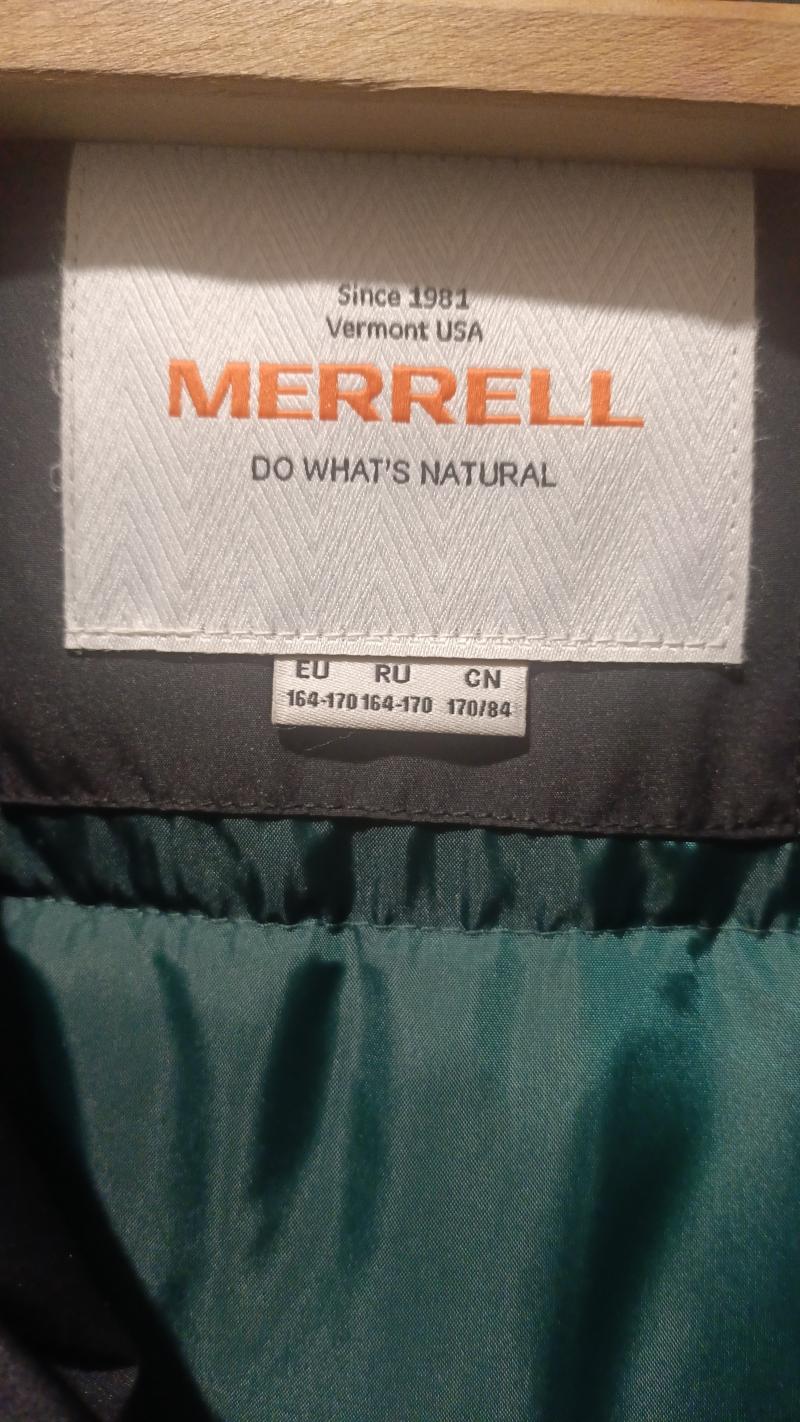 Since 1981
Vermont USA
MERRELL
DO WHAT'S NATURAL
EU RU CN
164-170 164-170 170/84